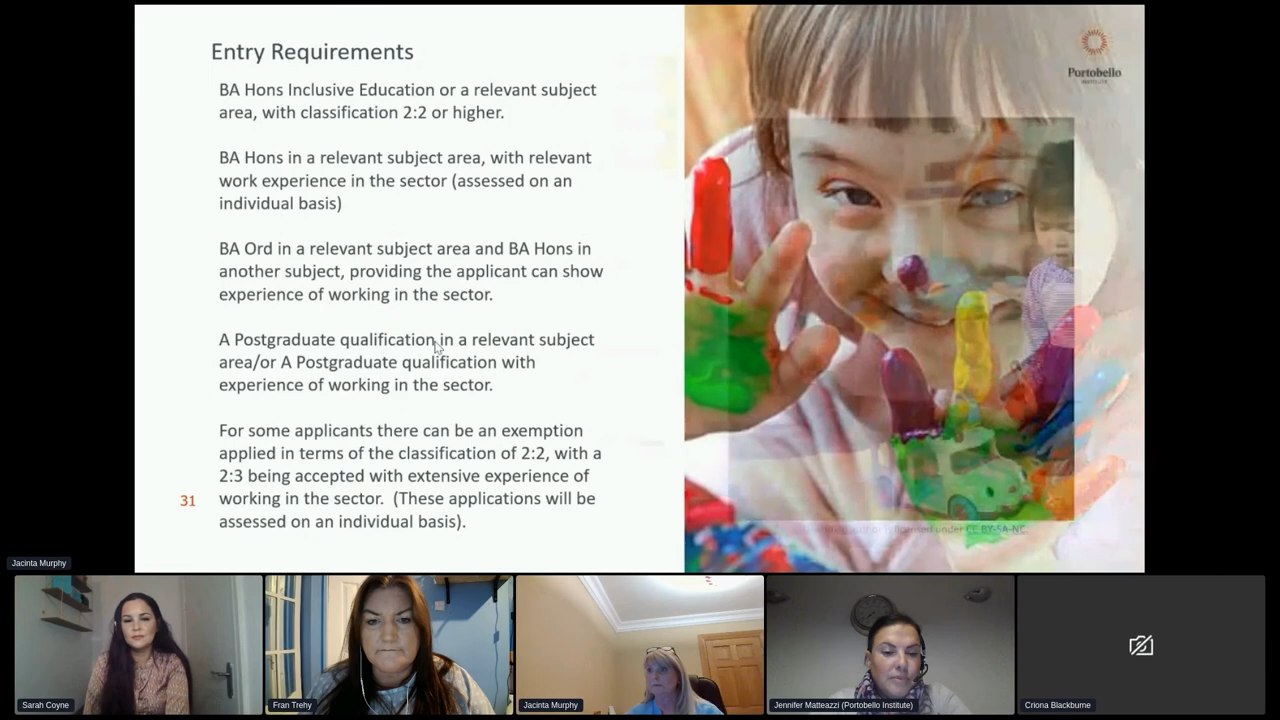 Entry Requirements
Portobello
INSTITUTE
BA Hons Inclusive Education or a relevant subject
area, with classification 2:2 or higher.
BA Hons in a relevant subject area, with relevant
work experience in the sector (assessed on an
individual basis)
BA Ord in a relevant subject area and BA Hons in
another subject, providing the applicant can show
experience of working in the sector.
A Postgraduate qualification in a relevant subject
area/or A Postgraduate qualification with
experience of working in the sector.
For some applicants there can be an exemption
applied in terms of the classification of 2:2, with a
2:3 being accepted with extensive experience of
31
working in the sector. (These applications will be
assessed on an individual basis).
under CC BY-SA-NC
Jacinta Murphy
Sarah Coyne
Fran Trehy
Jacinta Murphy
Jennifer Matteazzi (Portobello Institute)
Criona Blackburne